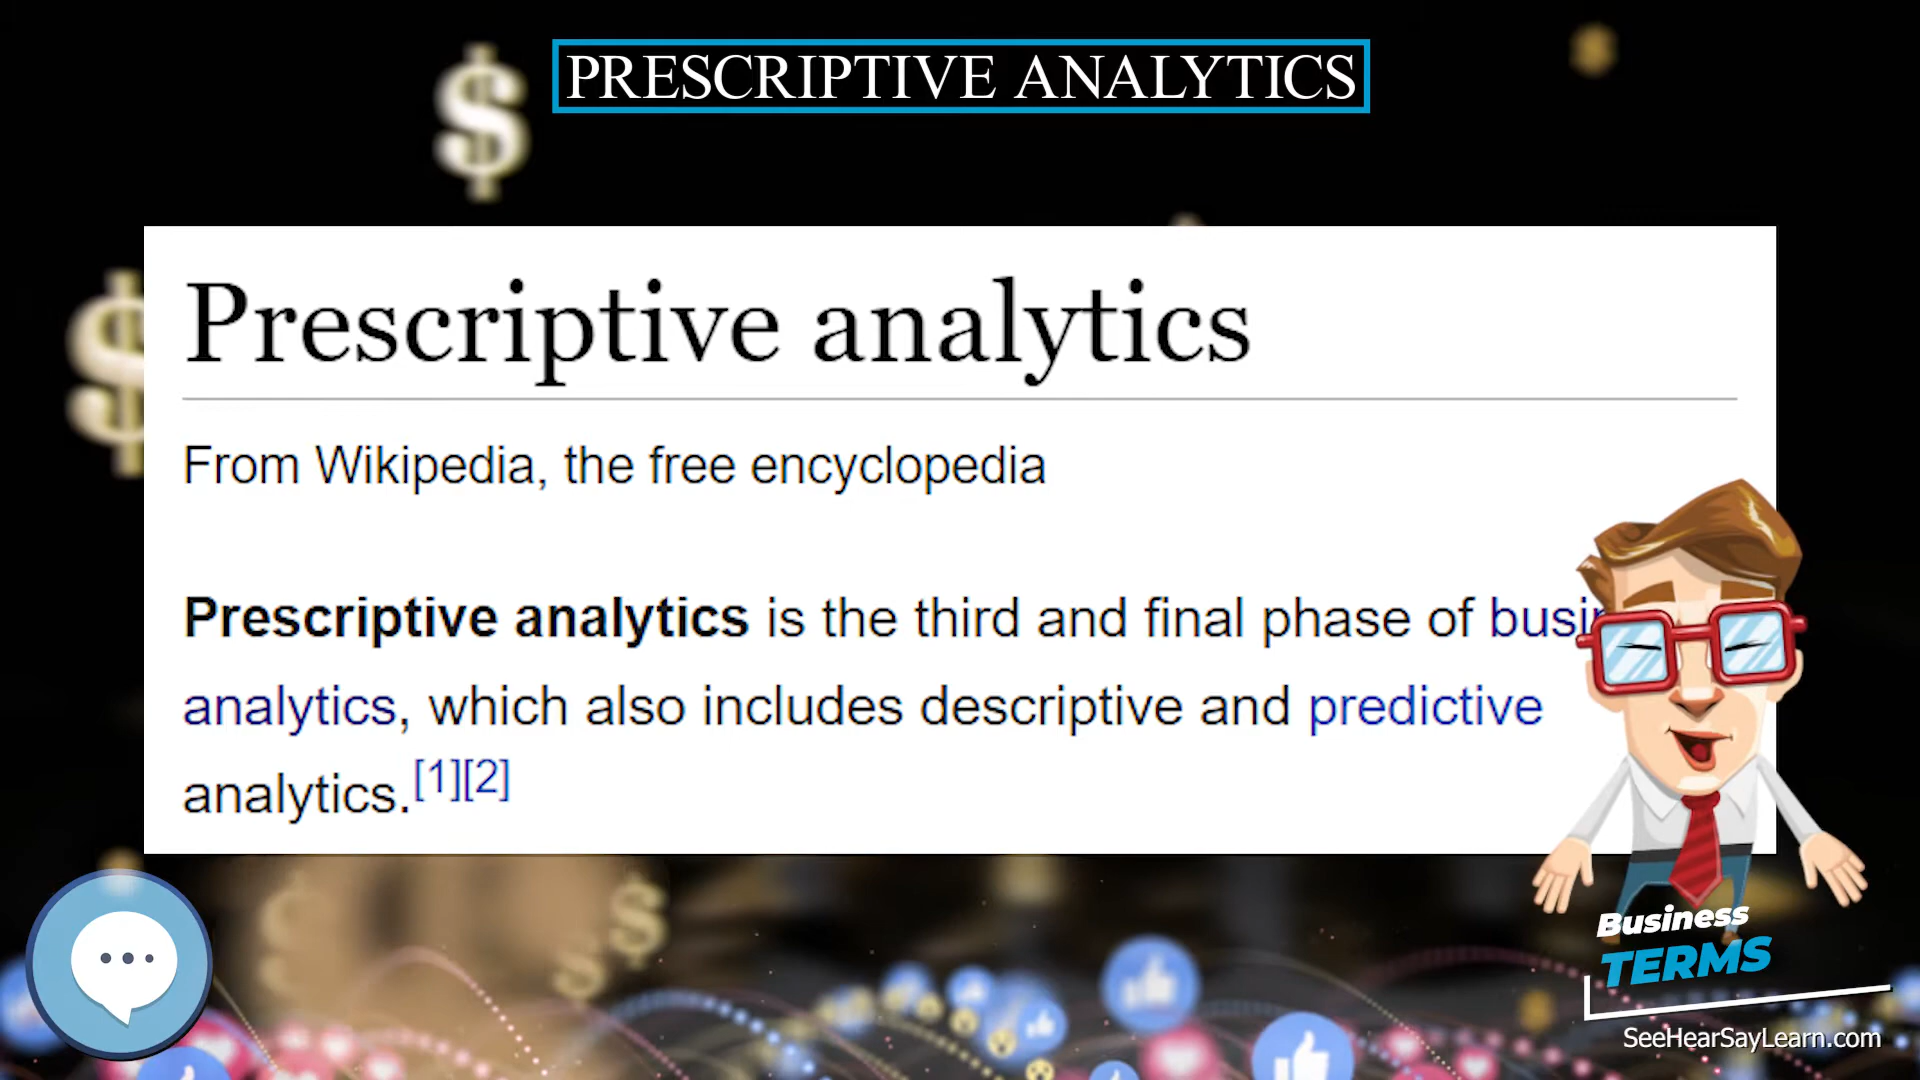 PRESCRIPTIVE ANALYTICS
Prescriptive analytics
From Wikipedia, the free encyclopedia
Prescriptive analytics is the third and final phase of
analytics, which also includes descriptive and predictive
analytics.[1][2]
Business
TERMS
SeeHearSayLearn.com